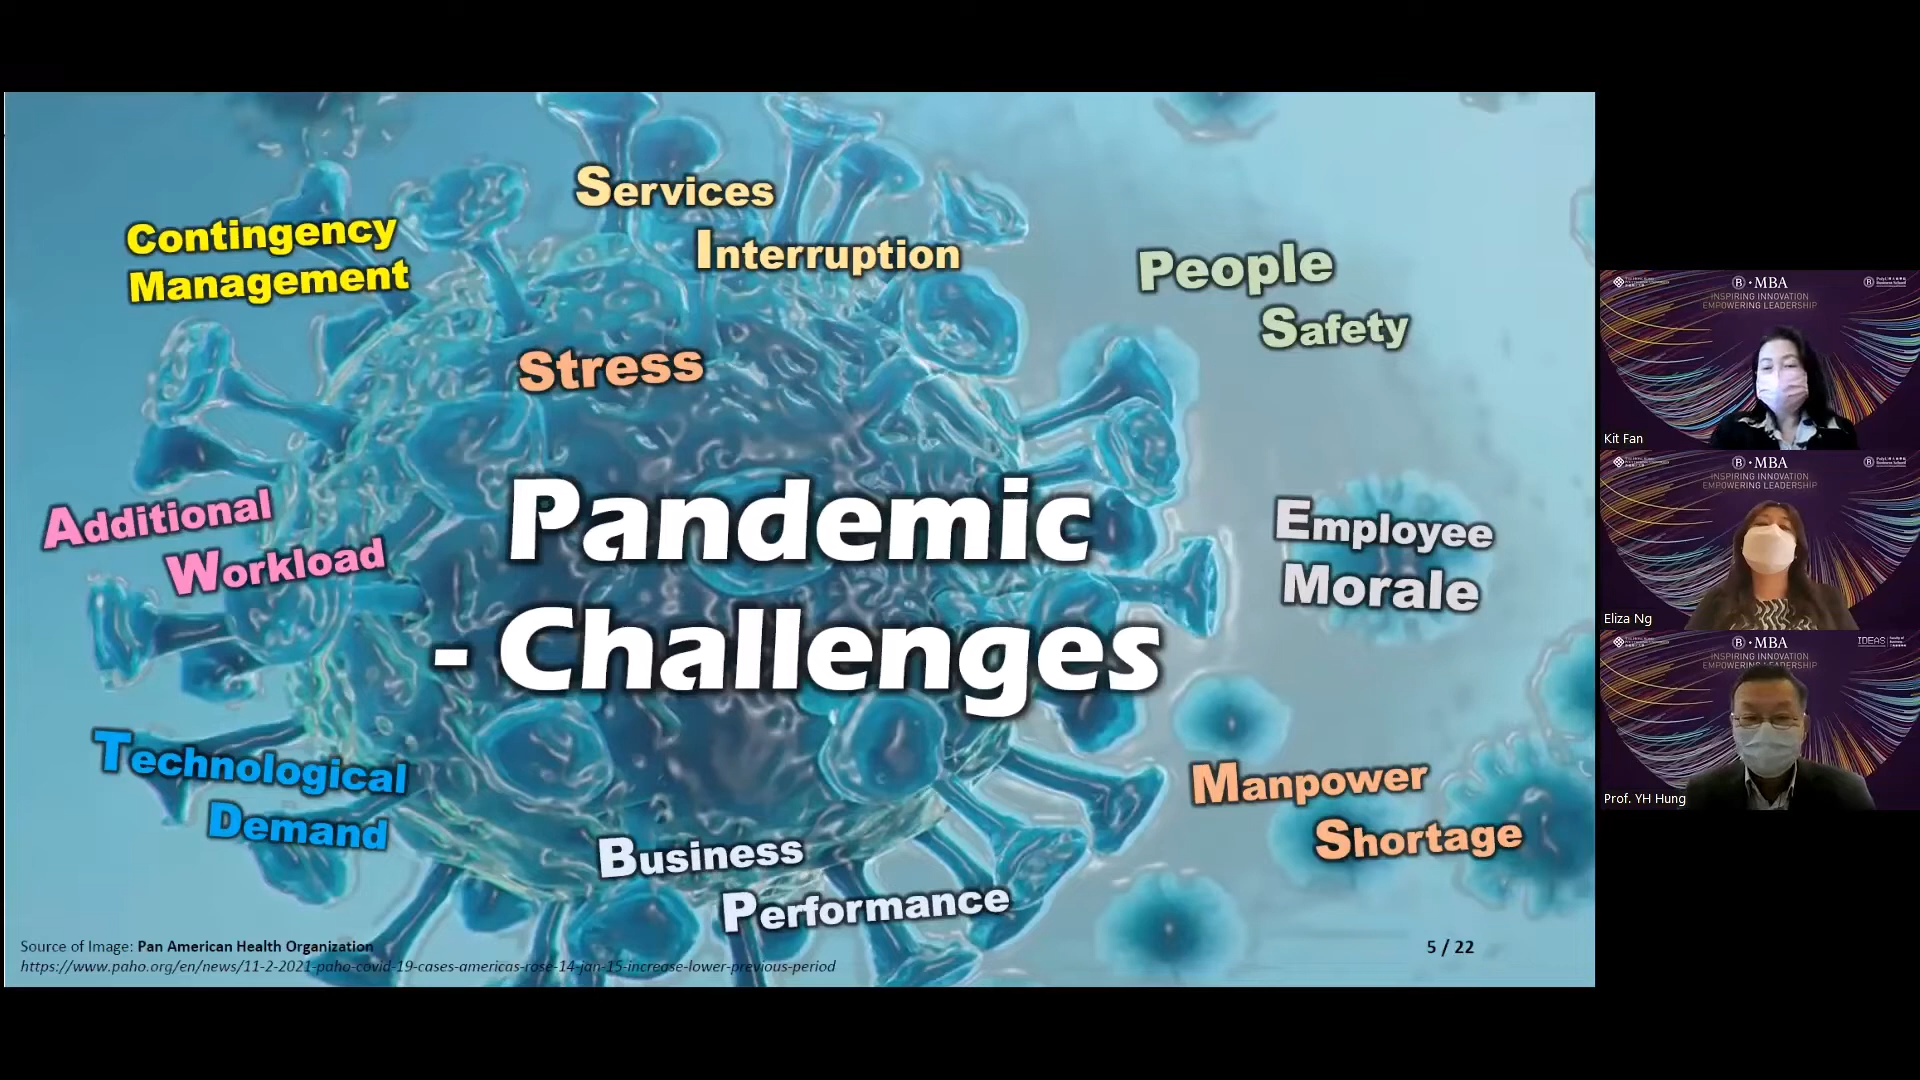 Services
Interruption
Contingency
Management
People
Safety
Stress
Additional
Workload
Pandemic
- Challenges
Employee
Morale
Technological
Demand
Manpower
Shortage
Business
Performance
Source of Image: Pan American Health Organization
https://www.paho.org/en/news/11-2-2021-paho-covid-19-cases-americas-rose-14-jan-15-increase-lower-previous-period
5 / 22
B · MBA
INSPIRING INNOVATION
EMPOWERING LEADERSHIP
Kit Fan
B · MBA
INSPIRING INNOVATION
EMPOWERING LEADERSHIP
Eliza Ng
B · MBA
IDEAS
INSPIRING INNOVATION
EMPOWERING LEADERSHIP
Prof. YH Hung